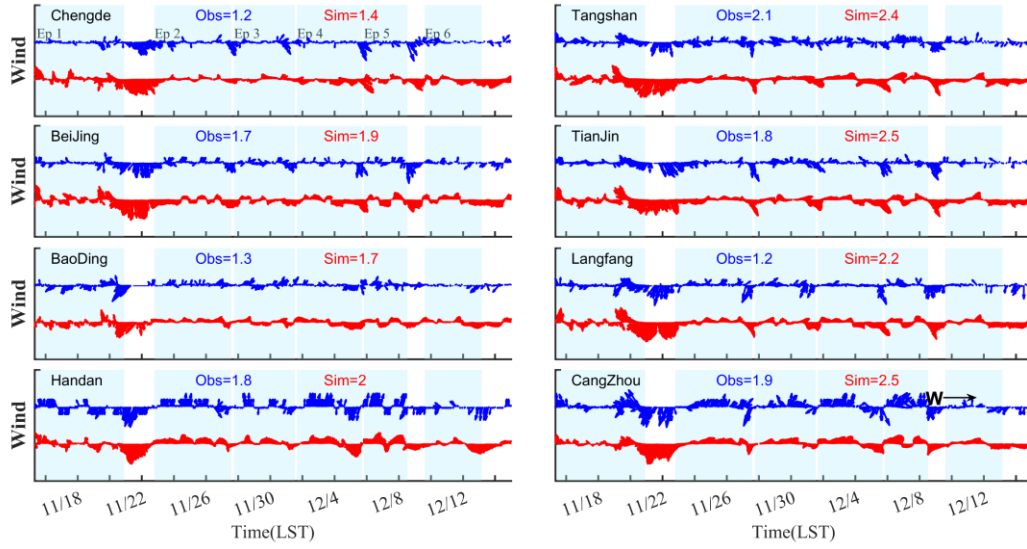 Chengde Obs=1.2 Sim=1.4
Ep 1 Ep 2 Ep 3 Ep 4 Ep 5 Ep 6
Wind
Tangshan Obs=2.1 Sim=2.4
BeiJing Obs=1.7 Sim=1.9
Wind
TianJin Obs=1.8 Sim=2.5
BaoDing Obs=1.3 Sim=1.7
Wind
Langfang Obs=1.2 Sim=2.2
Handan Obs=1.8 Sim=2
Wind
CangZhou Obs=1.9 Sim=2.5
W
11/18 11/22 11/26 11/30 12/4 12/8 12/12
Time(LST)
11/18 11/22 11/26 11/30 12/4 12/8 12/12
Time(LST)